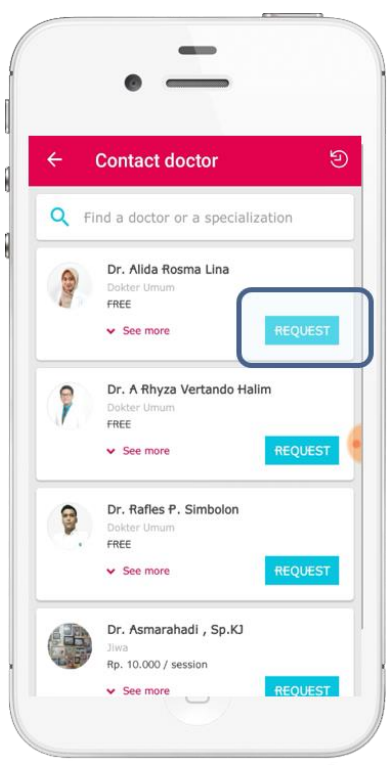 Contact doctor
Find a doctor or a specialization
Dr. Alida Rosma Lina
Dokter Umum
FREE
See more
REQUEST
Dr. A Rhyza Vertando Halim
Dokter Umum
FREE
See more
REQUEST
Dr. Rafles P. Simbolon
Dokter Umum
FREE
See more
REQUEST
Dr. Asmarahadi , Sp.KJ
Jiwa
Rp. 10.000 / session
See more
REQUEST